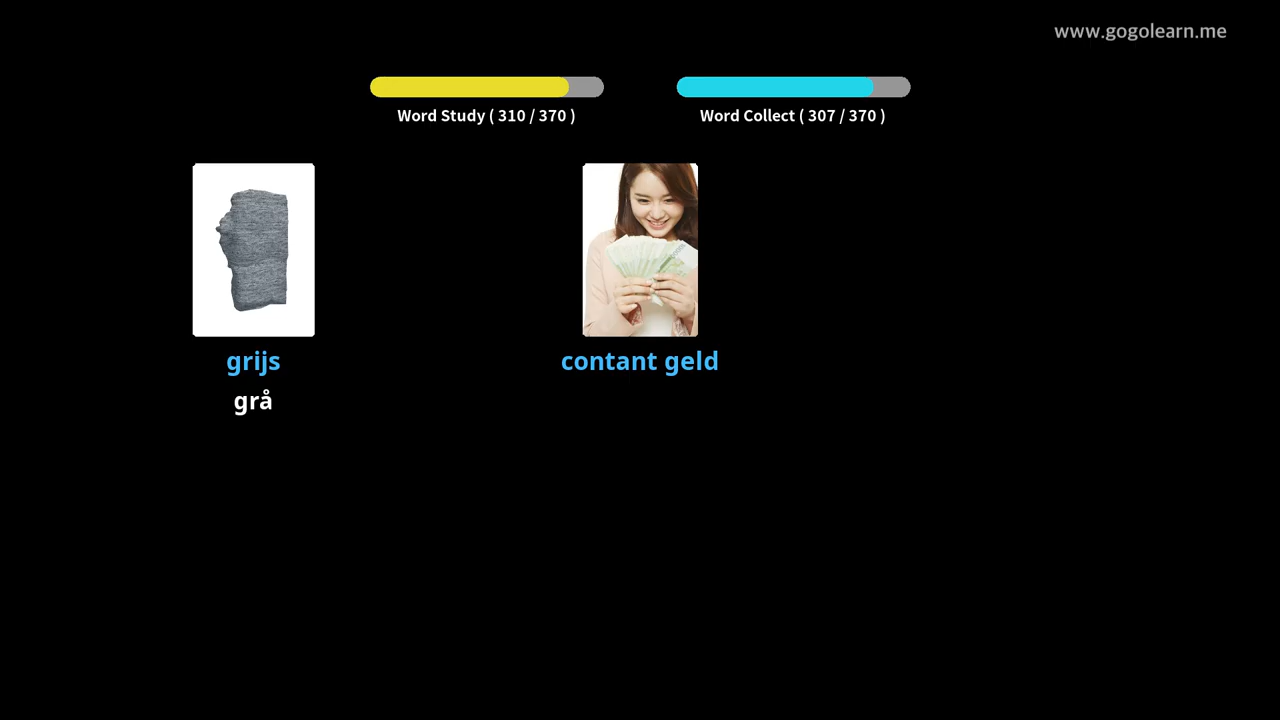 www.gogolearn.me
Word Study ( 310 / 370 )
Word Collect ( 307 / 370 )
grijs
grå
contant geld